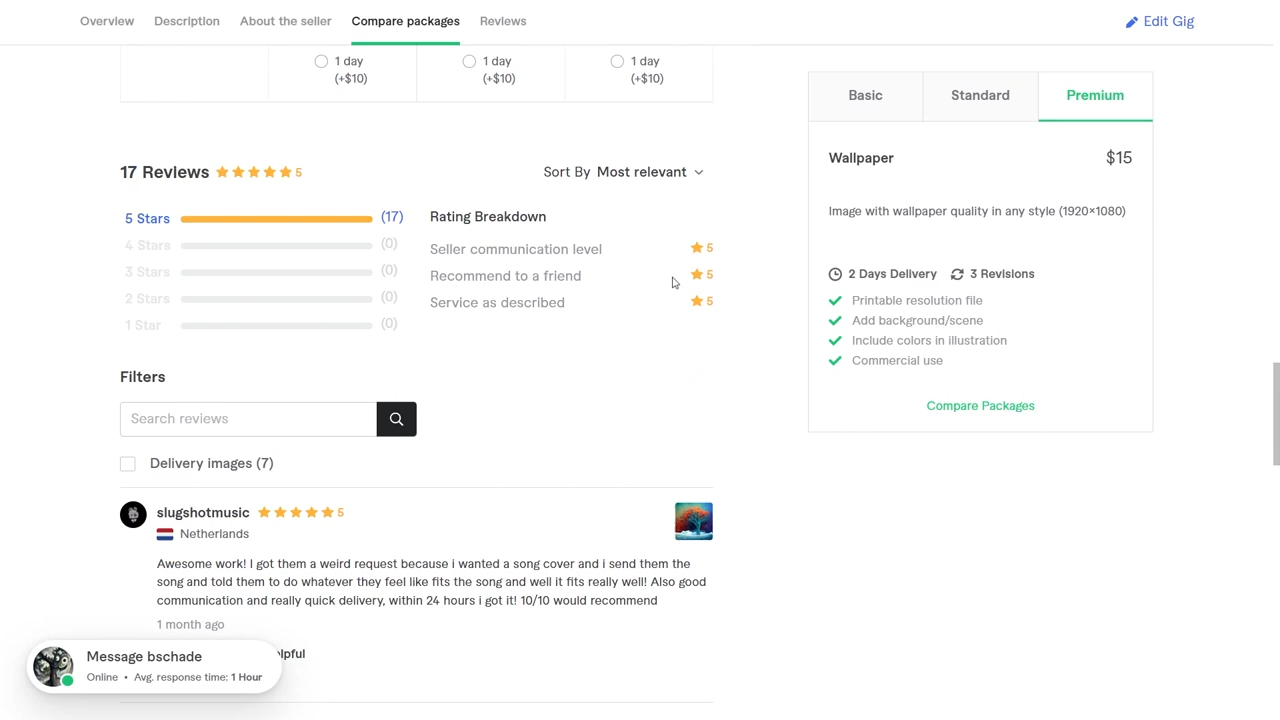 Overview Description About the seller Compare packages Reviews Edit Gig
1 day 1 day 1 day
(+$10) (+$10) (+$10)
Basic Standard Premium
17 Reviews 5 Sort By Most relevant
Wallpaper $15
5 Stars (17)
4 Stars (0)
3 Stars (0)
2 Stars (0)
1 Star (0)
Rating Breakdown
Seller communication level 5
Recommend to a friend 5
Service as described 5
Image with wallpaper quality in any style (1920×1080)
2 Days Delivery 3 Revisions
Printable resolution file
Add background/scene
Include colors in illustration
Commercial use
Compare Packages
Filters
Search reviews
Delivery images (7)
slugshotmusic 5
Netherlands
Awesome work! I got them a weird request because i wanted a song cover and i send them the
song and told them to do whatever they feel like fits the song and well it fits really well! Also good
communication and really quick delivery, within 24 hours i got it! 10/10 would recommend
1 month ago
elpful
Message bschade
Online • Avg. response time: 1 Hour